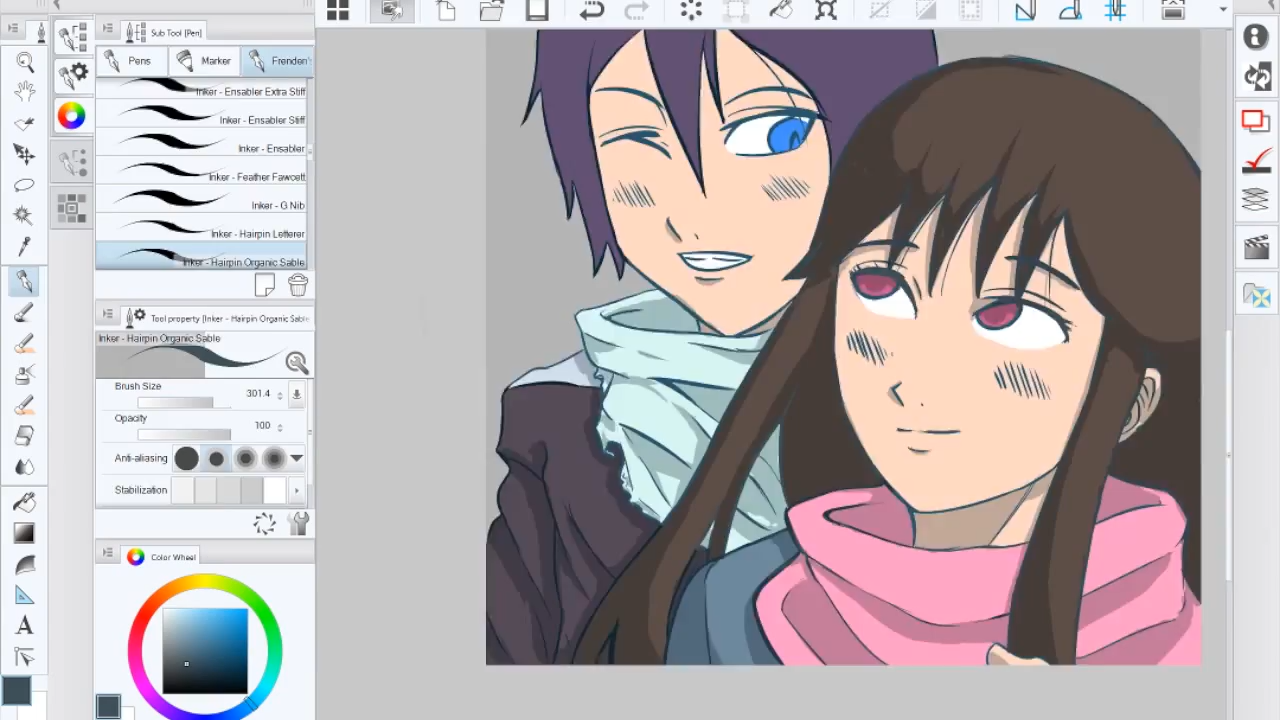 Sub Tool [Pen]
Pens
Marker
Frenden's
Inker - Ensabler Extra Stiff
Inker - Ensabler Stiff
Inker - Ensabler
Inker - Feather Fawcett
Inker - G Nib
Inker - Hairpin Letterer
Inker - Hairpin Organic Sable
Tool property [Inker - Hairpin Organic Sable
Inker - Hairpin Organic Sable
Brush Size
301.4
Opacity
100
Anti-aliasing
Stabilization
Color Wheel
A